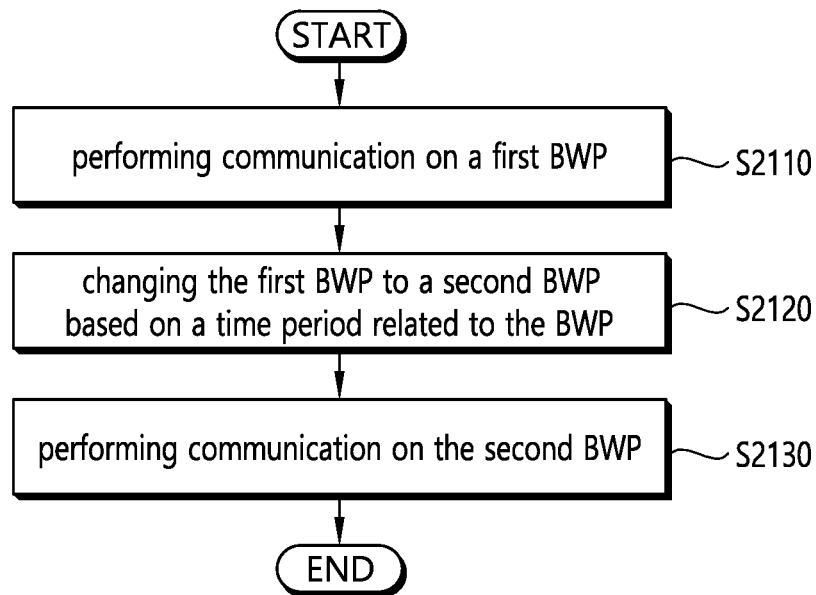 START
performing communication on a first BWP
S2110
changing the first BWP to a second BWP
based on a time period related to the BWP
S2120
performing communication on the second BWP
S2130
END